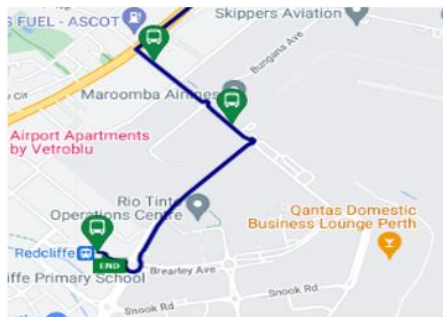 S FUEL - ASCOT
Skippers Aviation
Bungana Ave
Maroomba Airlines
Airport Apartments
by Vetroblu
Rio Tinto
Operations Centre
Qantas Domestic
Business Lounge Perth
Redcliffe
END
iffe Primary School
Brearley Ave
Snook Rd
Snook Rd